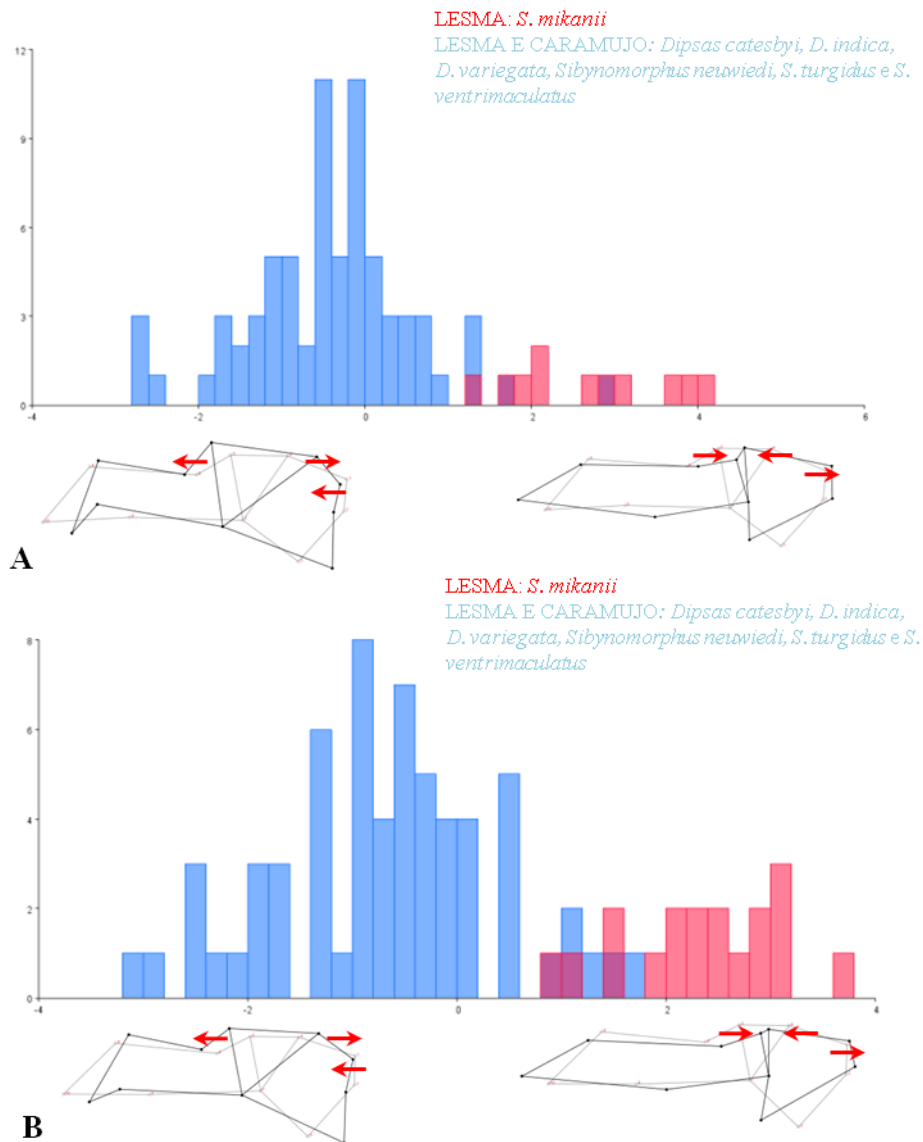 LESMA: S. mikanii
LESMA E CARAMUJO: Dipsas catesbyi, D. indica,
D. variegata, Sibynomorphus neuwiedi, S. turgidus e S.
ventrimaculatus
12
9
6
3
0
-4
-2
0
2
4
6
A
LESMA: S. mikanii
LESMA E CARAMUJO: Dipsas catesbyi, D. indica,
D. variegata, Sibynomorphus neuwiedi, S. turgidus e S.
ventrimaculatus
8
6
4
2
0
-4
-2
0
2
4
B